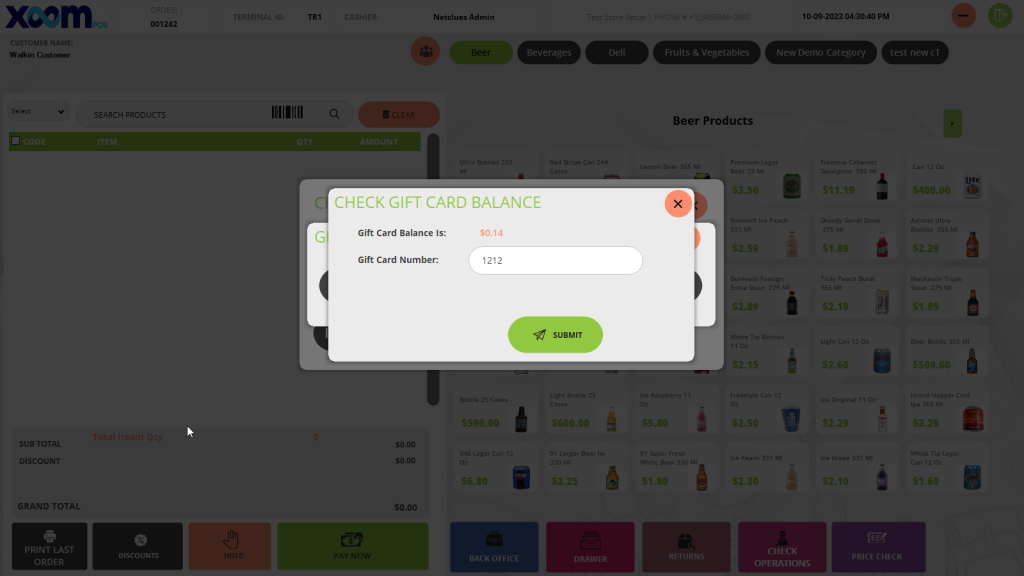 XOOM POS
ORDER:
001242
TERMINAL ID: TR1
CASHIER: Netclues Admin
Test Store Setup | PHONE # +1(345)946-0000
10-09-2023 04:30:40 PM
CUSTOMER NAME:
Walkin Customer
Beer
Beverages
Deli
Fruits & Vegetables
New Demo Category
test new cT
Select
SEARCH PRODUCTS
CLEAR
CODE ITEM QTY AMOUNT
Beer Products
Ultra Bottles 233
Ml
Red Stripe Can 244
Cases
Lemon Beer 355 Ml
Premium Lager
Beer 23 Ml
$3.50
Fronera Cabernet
Sauvignon 750 Ml
$11.19
Can 12 Oz
$400.00
CHECK GIFT CARD BALANCE
Gift Card Balance Is: $0.14
Gift Card Number: 1212
SUBMIT
Smirnoff Ice Peach
331 Ml
$2.59
Shandy Sorrel Drink
275 Ml
$1.89
Amstel Ultra
Bottles 355 Ml
$2.29
Guinness Foreign
Extra Stout 275 Ml
$2.89
Truly Peach Burst
355 Ml
$2.19
Mackeson Triple
Stout 275 Ml
$1.89
White Tip Bottles
11 Oz
$2.15
Light Can 12 Oz
$2.60
Beer Bottle 355 Ml
$500.00
Bottle 25 Cases
$590.00
Light Bottle 23
Cases
$600.00
Ice Raspberry 11
Oz
$5.80
Freestyle Can 12
Oz
$2.50
Ice Original 11 Oz
$2.29
Island Hopper Cold
Ipa 355 Ml
$2.20
345 Lager Can 12
Oz
$6.80
91 Larger Beer
330 Ml
$2.25
91 Super Fresh
White Beer 330 Ml
$1.80
Ice Peach 331 Ml
$2.30
Ice Grape 331 Ml
$2.10
White Tip Lager
Can 12 Oz
$1.60
SUB TOTAL Total Iteam Qty 0 $0.00
DISCOUNT $0.00
GRAND TOTAL $0.00
PRINT LAST
ORDER
DISCOUNTS
HOLD
PAY NOW
BACK OFFICE
DRAWER
RETURNS
CHECK
OPERATIONS
PRICE CHECK